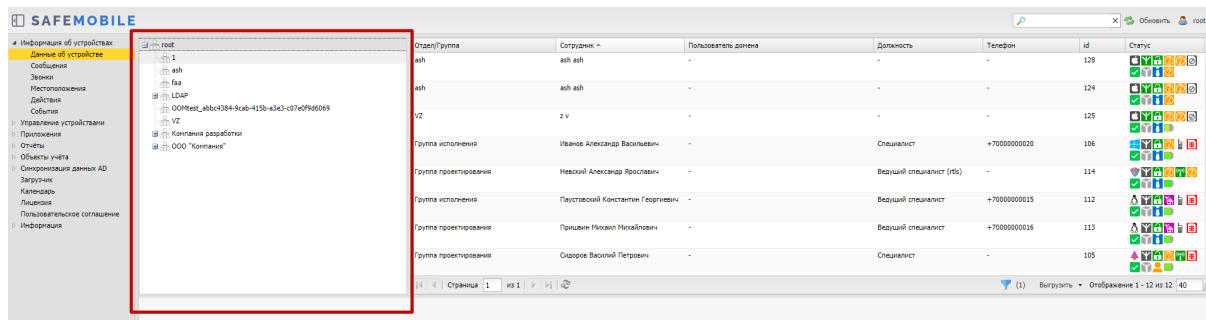 SAFEMOBILE
Обновить root
Информация об устройствах
Данные об устройстве
Сообщения
Звонки
Местоположения
Действия
События
Управление устройствами
Приложения
Отчёты
Объекты учёта
Синхронизация данных AD
Загрузчик
Календарь
Лицензия
Пользовательское соглашение
Информация
root
1
ash
faa
LDAP
OOMtest_abbc4384-9cab-415b-a3e3-c07e0f9d6069
VZ
Компания разработки
ООО "Компания"
Отдел/Группа Сотрудник Пользователь домена Должность Телефон id Статус
ash ash ash - - - 128
ash ash ash - - - 124
VZ z v - - - 125
Группа исполнения Иванов Александр Васильевич - Специалист +70000000020 106
Группа проектирования Невский Александр Ярославич - Ведущий специалист (rtls) - 114
Группа исполнения Паустовский Константин Георгиевич - Ведущий специалист +70000000015 112
Группа проектирования Пришвин Михаил Михайлович - Ведущий специалист +70000000016 113
Группа проектирования Сидоров Василий Петрович - Специалист - 105
Страница 1 из 1 (1) Выгрузить Отображение 1 - 12 из 12 40